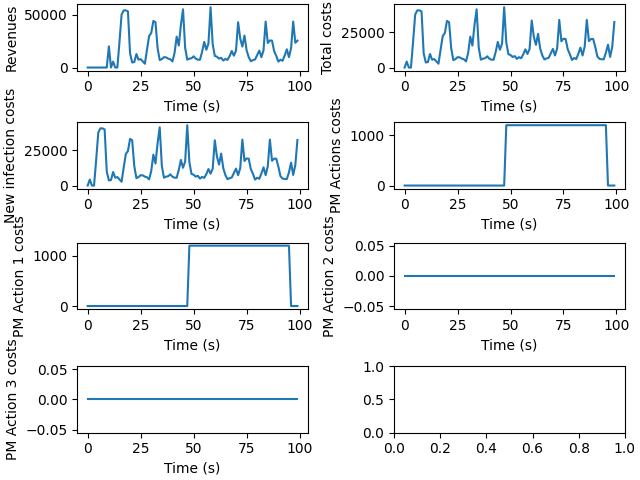 Revenues
50000
0
0 25 50 75 100
Time (s)
Total costs
25000
0
0 25 50 75 100
Time (s)
New infection costs
25000
0
0 25 50 75 100
Time (s)
PM Actions costs
1000
0
0 25 50 75 100
Time (s)
PM Action 1 costs
1000
0
0 25 50 75 100
Time (s)
PM Action 2 costs
0.05
0.00
−0.05
0 25 50 75 100
Time (s)
PM Action 3 costs
0.05
0.00
−0.05
0 25 50 75 100
Time (s)
1.0
0.5
0.0
0.0 0.2 0.4 0.6 0.8 1.0